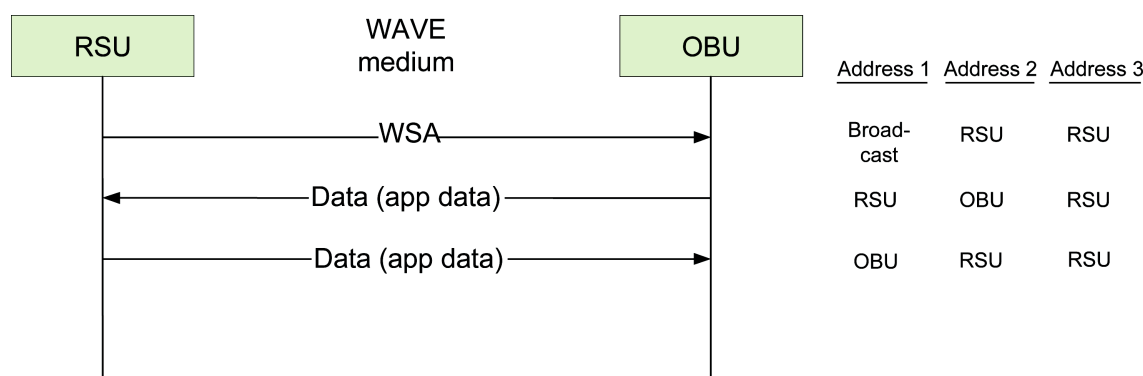 RSU
WAVE
medium
OBU
Address 1 Address 2 Address 3
WSA
Broad-
cast
RSU
RSU
Data (app data)
RSU
OBU
RSU
Data (app data)
OBU
RSU
RSU